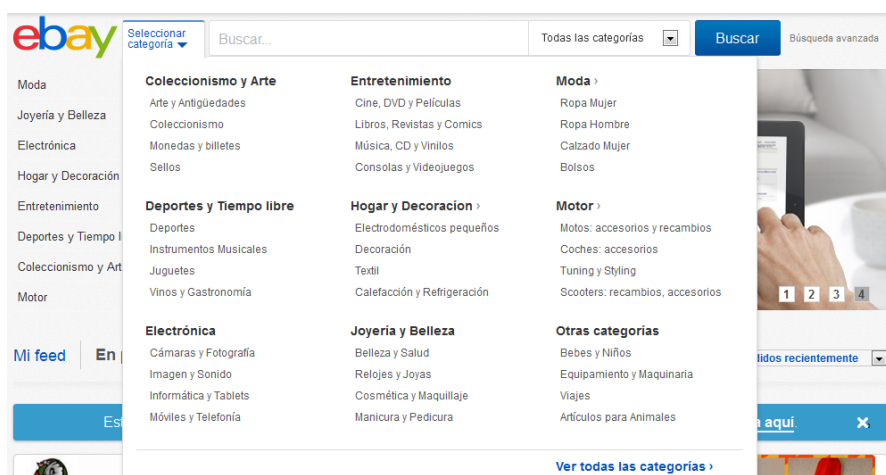 ebay
Seleccionar
categoría
Buscar...
Todas las categorías
Buscar
Búsqueda avanzada
Moda
Joyería y Belleza
Electrónica
Hogar y Decoración
Entretenimiento
Deportes y Tiempo l
Coleccionismo y Art
Motor
Coleccionismo y Arte
Arte y Antigüedades
Coleccionismo
Monedas y billetes
Sellos
Entretenimiento
Cine, DVD y Películas
Libros, Revistas y Comics
Música, CD y Vinilos
Consolas y Videojuegos
Moda ›
Ropa Mujer
Ropa Hombre
Calzado Mujer
Bolsos
Deportes y Tiempo libre
Deportes
Instrumentos Musicales
Juguetes
Vinos y Gastronomía
Hogar y Decoracíon ›
Electrodomésticos pequeños
Decoración
Textil
Calefacción y Refrigeración
Motor ›
Motos: accesorios y recambios
Coches: accesorios
Tuning y Styling
Scooters: recambios, accesorios
Electrónica
Cámaras y Fotografía
Imagen y Sonido
Informática y Tablets
Móviles y Telefonía
Joyería y Belleza
Belleza y Salud
Relojes y Joyas
Cosmética y Maquillaje
Manicura y Pedicura
Otras categorías
Bebes y Niños
Equipamiento y Maquinaria
Viajes
Artículos para Animales
Ver todas las categorías ›
1 2 3 4
Mi feed
En
didos recientemente
Est
a aquí.